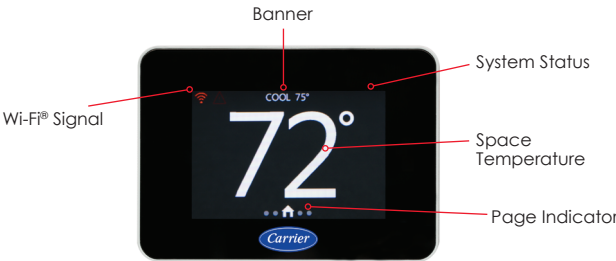 Banner
System Status
Wi-Fi® Signal
COOL 75°
72°
Space
Temperature
Page Indicator
Carrier